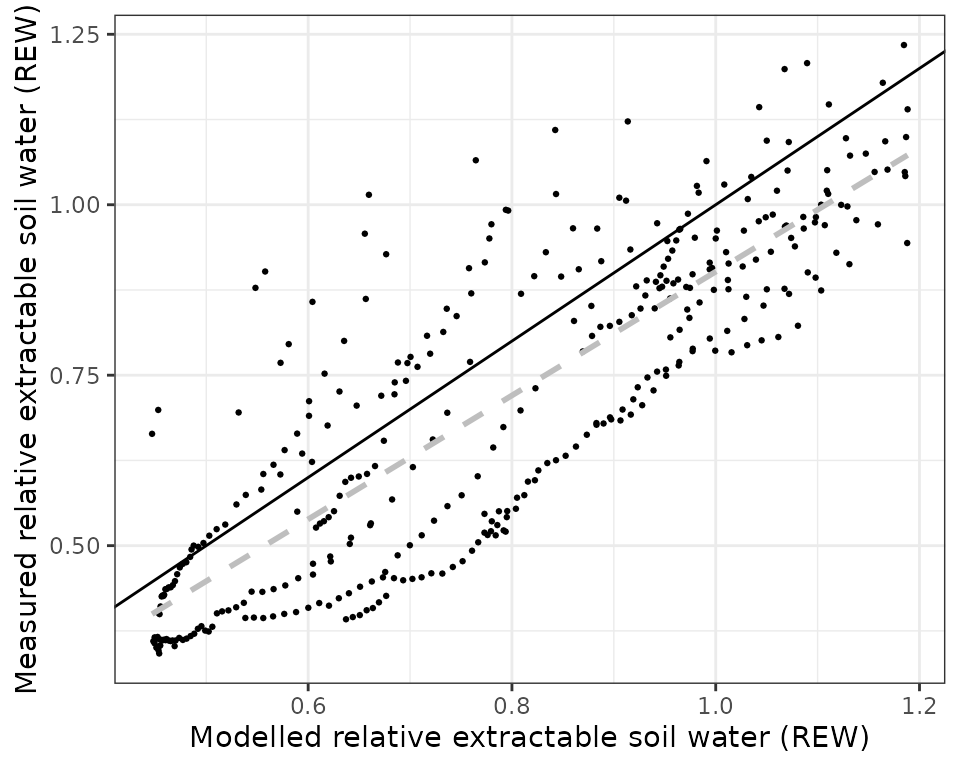 Measured relative extractable soil water (REW)
1.25
1.00
0.75
0.50
0.6 0.8 1.0 1.2
Modelled relative extractable soil water (REW)